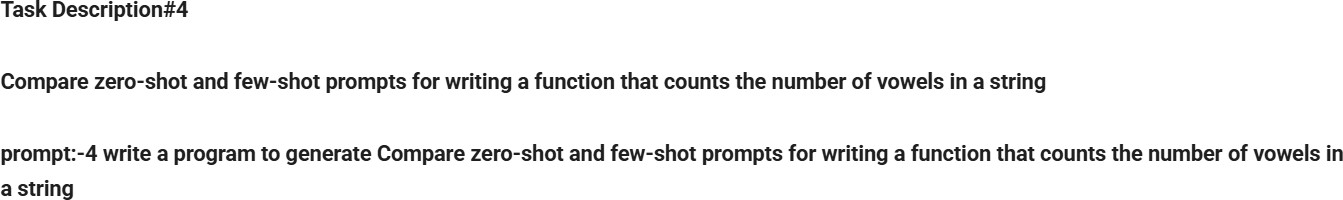 Task Description#4
Compare zero-shot and few-shot prompts for writing a function that counts the number of vowels in a string
prompt:-4 write a program to generate Compare zero-shot and few-shot prompts for writing a function that counts the number of vowels in
a string